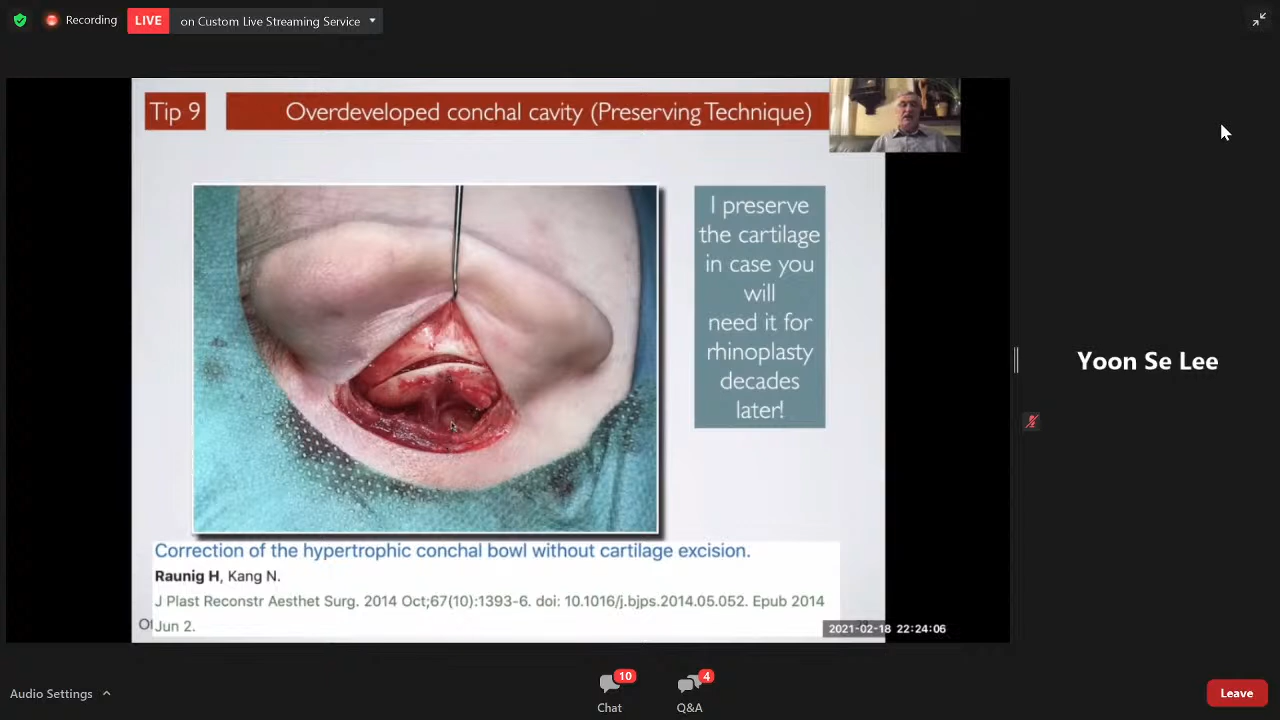 Recording
LIVE
on Custom Live Streaming Service
Tip 9
Overdeveloped conchal cavity (Preserving Technique)
I preserve
the cartilage
in case you
will
need it for
rhinoplasty
decades
later!
Yoon Se Lee
Correction of the hypertrophic conchal bowl without cartilage excision.
Raunig H, Kang N.
J Plast Reconstr Aesthet Surg. 2014 Oct;67(10):1393-6. doi: 10.1016/j.bjps.2014.05.052. Epub 2014
Jun 2.
2021-02-18 22:24:06
Audio Settings
10
Chat
4
Q&A
Leave